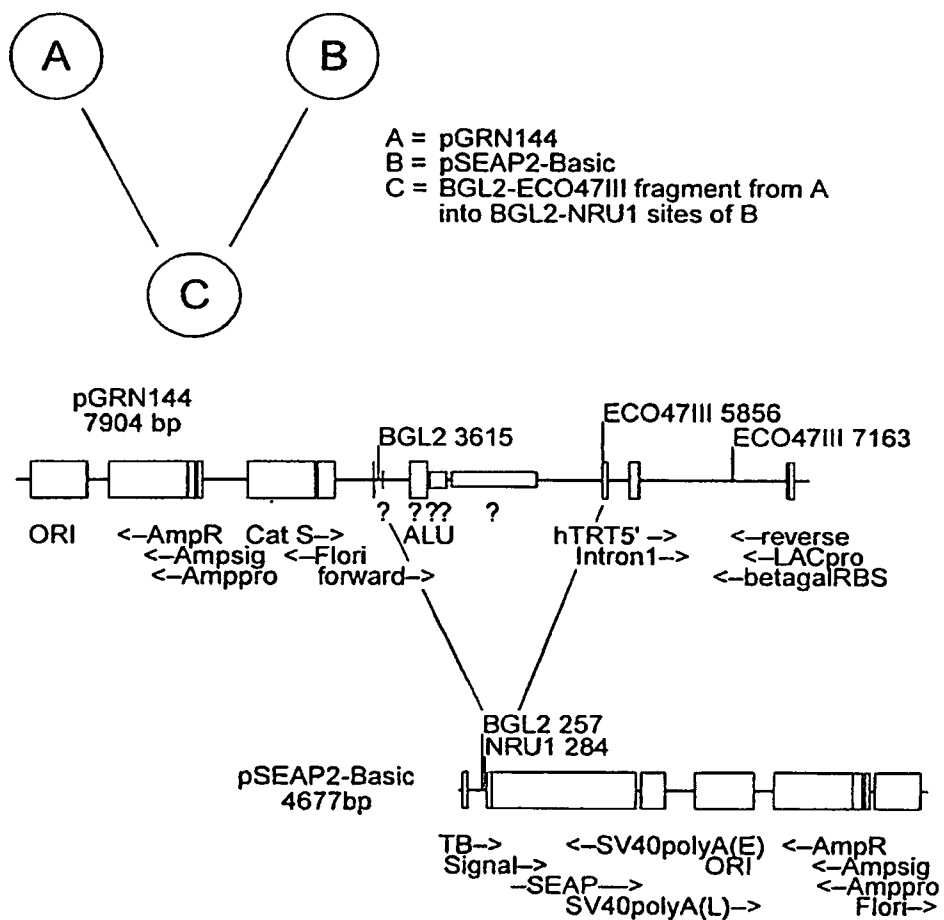 A
B
A = pGRN144
B = pSEAP2-Basic
C = BGL2-ECO47III fragment from A
into BGL2-NRU1 sites of B
C
pGRN144
7904 bp
BGL2 3615
ECO47III 5856
ECO47III 7163
? ??? ?
ORI <-AmpR Cat S-> ALU hTRT5' -> <-reverse
<-Ampsig <-Flori Intron1-> <-LACpro
<-Amppro forward-> <-betagalRBS
BGL2 257
NRU1 284
pSEAP2-Basic
4677bp
TB-> <-SV40polyA(E) <-AmpR
Signal-> ORI <-Ampsig
-SEAP-> <-Amppro
SV40polyA(L)-> Flori->